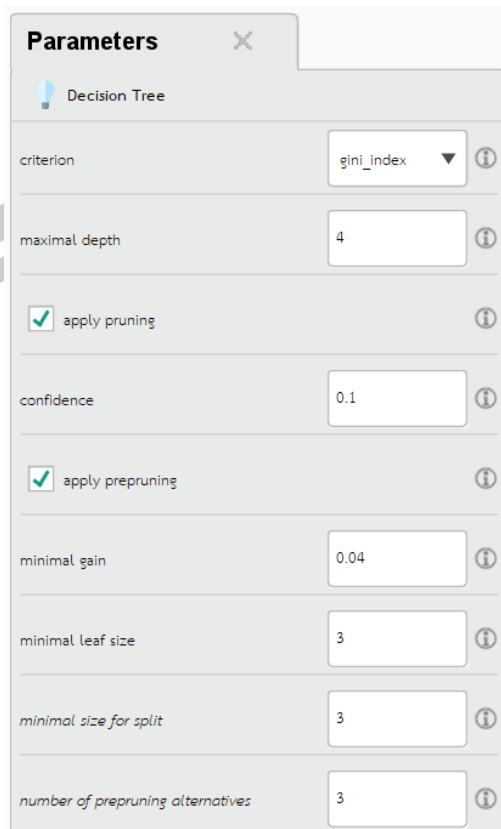 Parameters
Decision Tree
criterion gini_index
maximal depth 4
apply pruning
confidence 0.1
apply prepruning
minimal gain 0.04
minimal leaf size 3
minimal size for split 3
number of prepruning alternatives 3